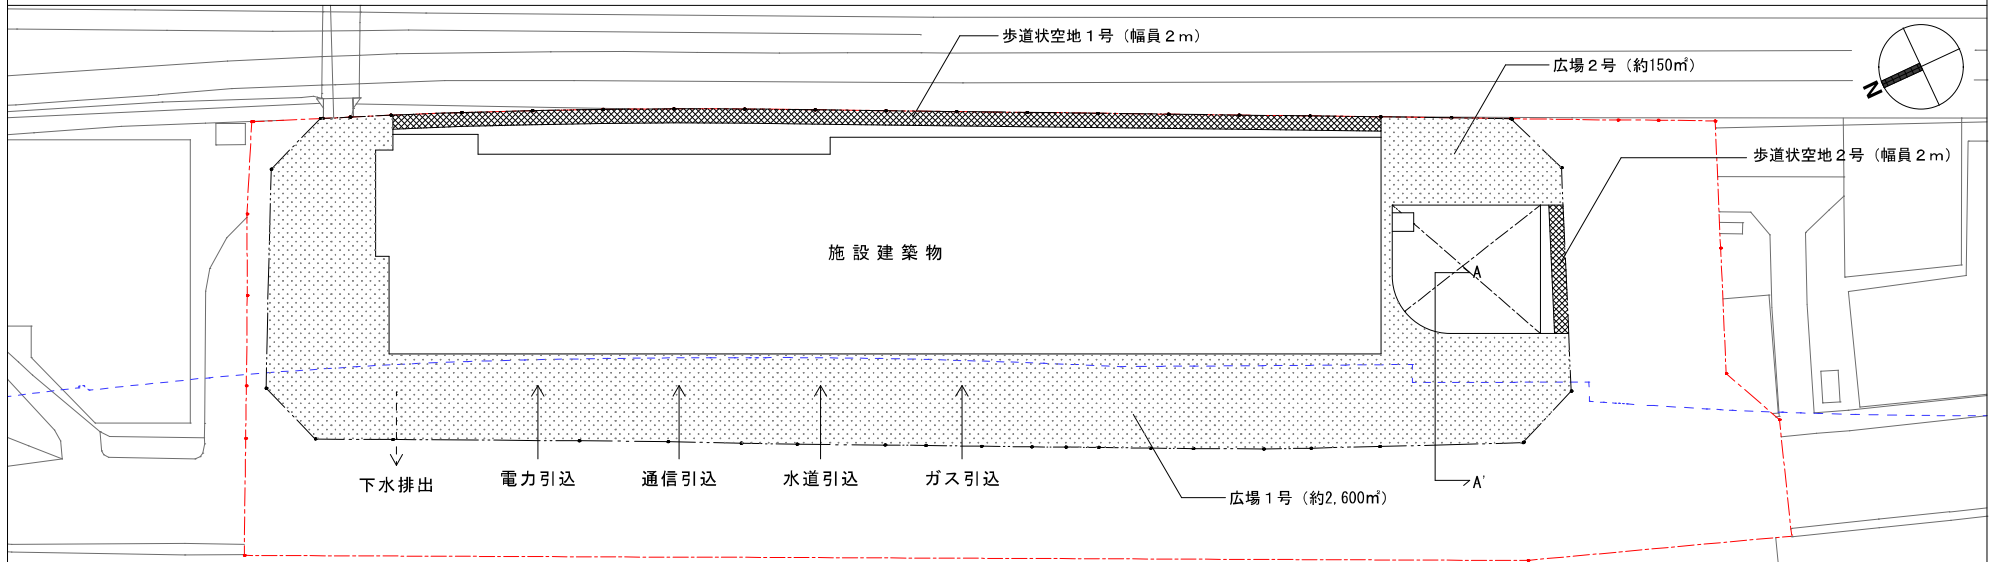 歩道状空地１号（幅員２ｍ）
広場２号（約150㎡）
N
歩道状空地２号（幅員２ｍ）
施設建築物
A
下水排出
電力引込
通信引込
水道引込
ガス引込
A'
広場１号（約2,600㎡）